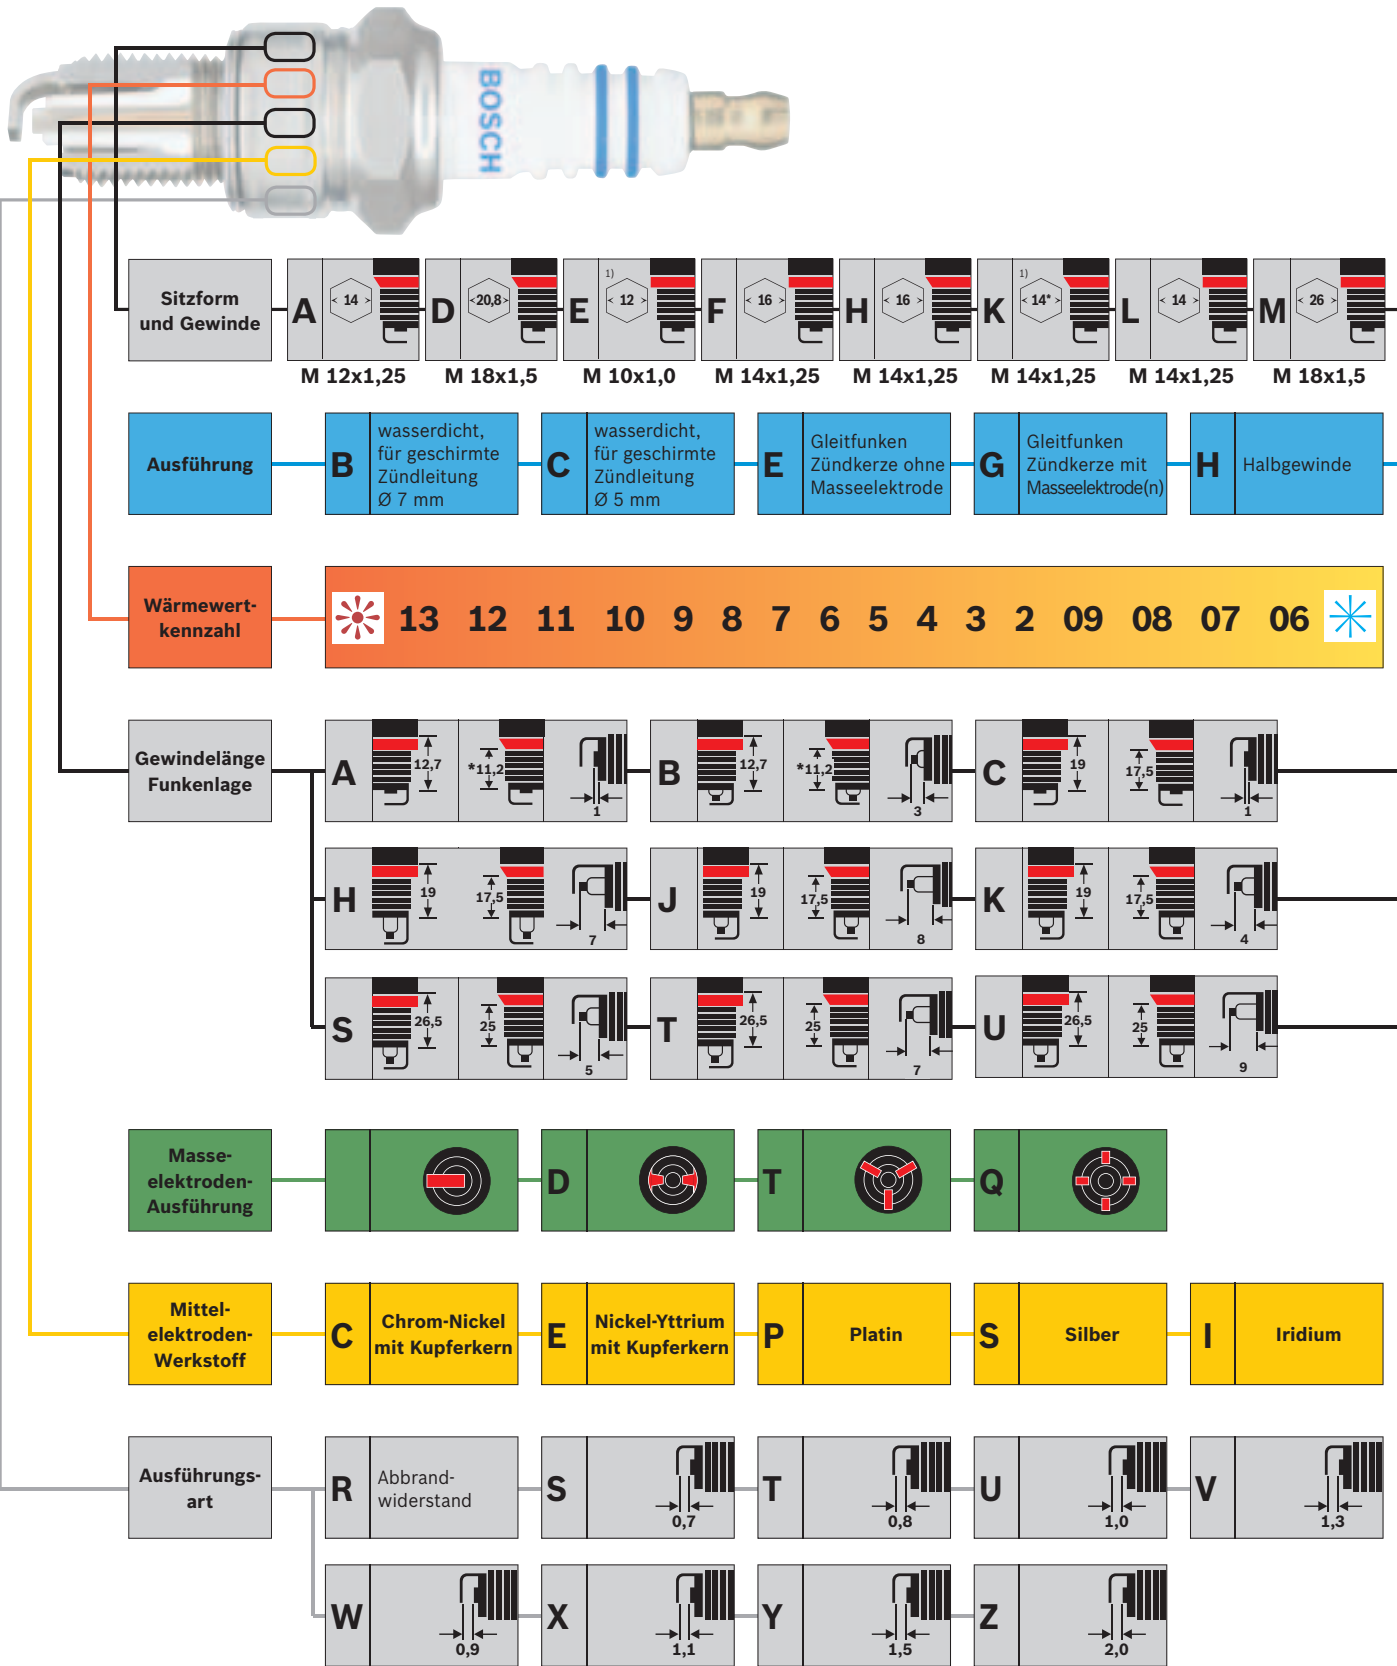 BOSCH
Sitzform
und Gewinde
A
< 14 >
M 12x1,25
D
<20,8>
M 18x1,5
E
1)
< 12 >
M 10x1,0
F
< 16 >
M 14x1,25
H
< 16 >
M 14x1,25
K
1)
< 14* >
M 14x1,25
L
< 14 >
M 14x1,25
M
< 26 >
M 18x1,5
Ausführung
B
wasserdicht,
für geschirmte
Zündleitung
Ø 7 mm
C
wasserdicht,
für geschirmte
Zündleitung
Ø 5 mm
E
Gleitfunken
Zündkerze ohne
Masseelektrode
G
Gleitfunken
Zündkerze mit
Masseelektrode(n)
H
Halbgewinde
Wärmewert-
kennzahl
13 12 11 10 9 8 7 6 5 4 3 2 09 08 07 06
Gewindelänge
Funkenlage
A
12,7
*11,2
1
B
12,7
*11,2
3
C
19
17,5
1
H
19
17,5
7
J
19
17,5
8
K
19
17,5
4
S
26,5
25
5
T
26,5
25
7
U
26,5
25
9
Masse-
elektroden-
Ausführung
D
T
Q
Mittel-
elektroden-
Werkstoff
C
Chrom-Nickel
mit Kupferkern
E
Nickel-Yttrium
mit Kupferkern
P
Platin
S
Silber
I
Iridium
Ausführungs-
art
R
Abbrand-
widerstand
S
0,7
T
0,8
U
1,0
V
1,3
W
0,9
X
1,1
Y
1,5
Z
2,0